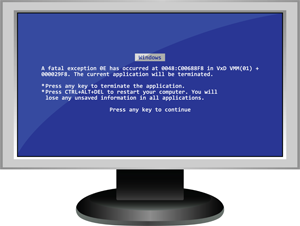 Windows
A fatal exception 0E has occurred at 0048:C00688F8 in VxD VMM(01) +
000029F8. The current application will be terminated.
*Press any key to terminate the application.
*Press CTRL+ALT+DEL to restart your computer. You will
lose any unsaved information in all applications.
Press any key to continue